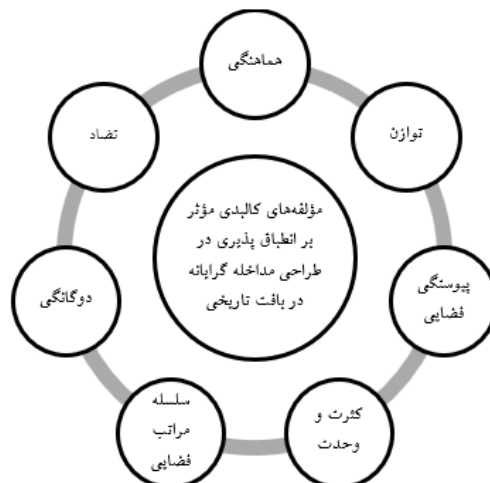 هماهنگی
توازن
پیوستگی
فضایی
کثرت و
وحدت
سلسله
مراتب
فضایی
دوگانگی
تضاد
مؤلفه‌های کالبدی مؤثر
بر انطباق پذیری در
طراحی مداخله گرایانه
در بافت تاریخی